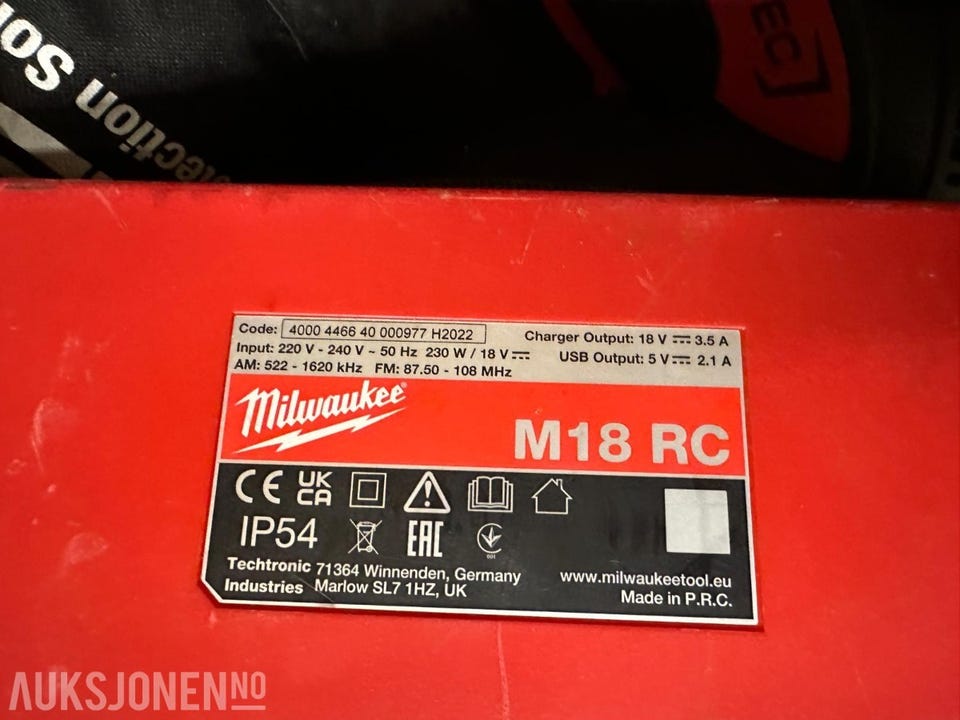 tection Sol
EC
Code: 4000 4466 40 000977 H2022
Charger Output: 18 V ⎓ 3.5 A
Input: 220 V - 240 V ~ 50 Hz 230 W / 18 V ⎓
USB Output: 5 V ⎓ 2.1 A
AM: 522 - 1620 kHz FM: 87.50 - 108 MHz
Milwaukee®
M18 RC
CE UK CA
IP54 EAC
001
Techtronic 71364 Winnenden, Germany
Industries Marlow SL7 1HZ, UK
www.milwaukeetool.eu
Made in P.R.C.
AUKSJONEN NO